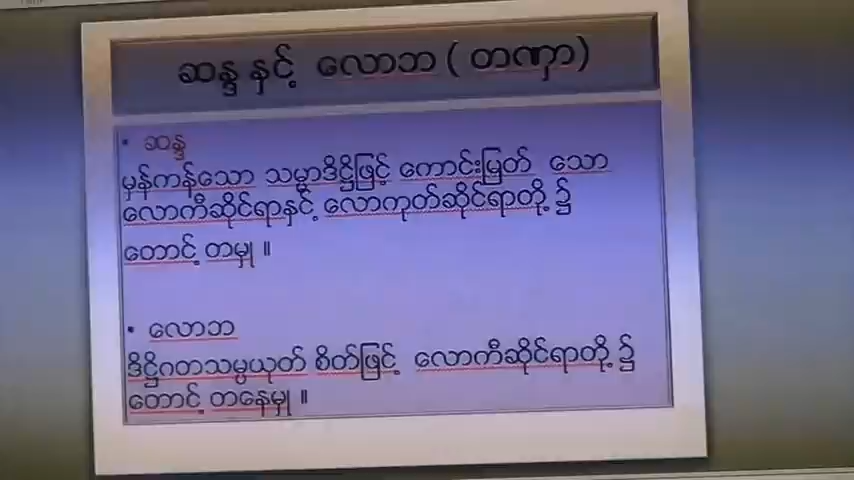 ဆန္ဒ နှင့် လောဘ ( တဏှာ)
• ဆန္ဒ
မှန်ကန်သော သမ္မာဒိဋ္ဌိဖြင့် ကောင်းမြတ် သော
လောကီဆိုင်ရာနှင့် လောကုတ်ဆိုင်ရာတို့ ၌
တောင့် တမှု ။
• လောဘ
ဒိဋ္ဌိဂတသမ္ပယုတ် စိတ်ဖြင့် လောကီဆိုင်ရာတို့ ၌
တောင့် တနေမှု ။